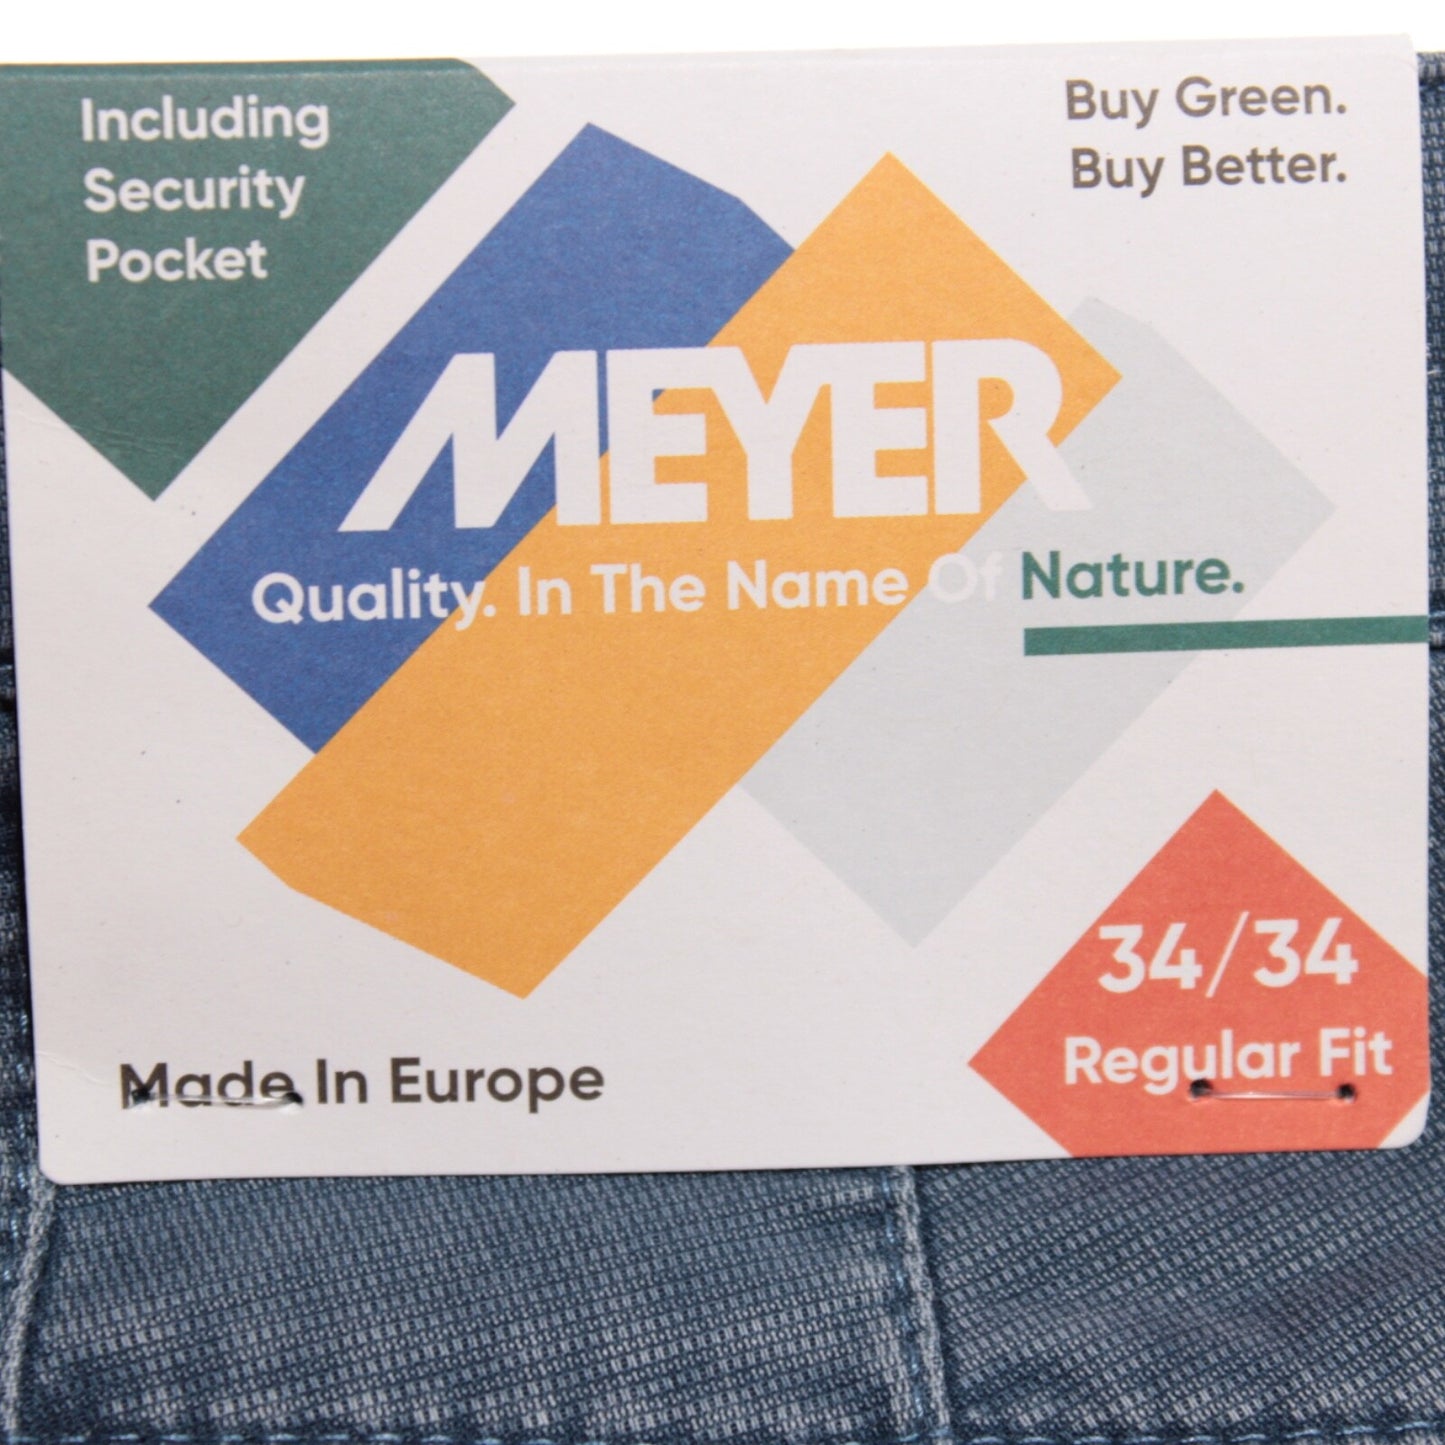 Including
Security
Pocket
Buy Green.
Buy Better.
MEYER
Quality. In The Name Of Nature.
34/34
Regular Fit
Made In Europe